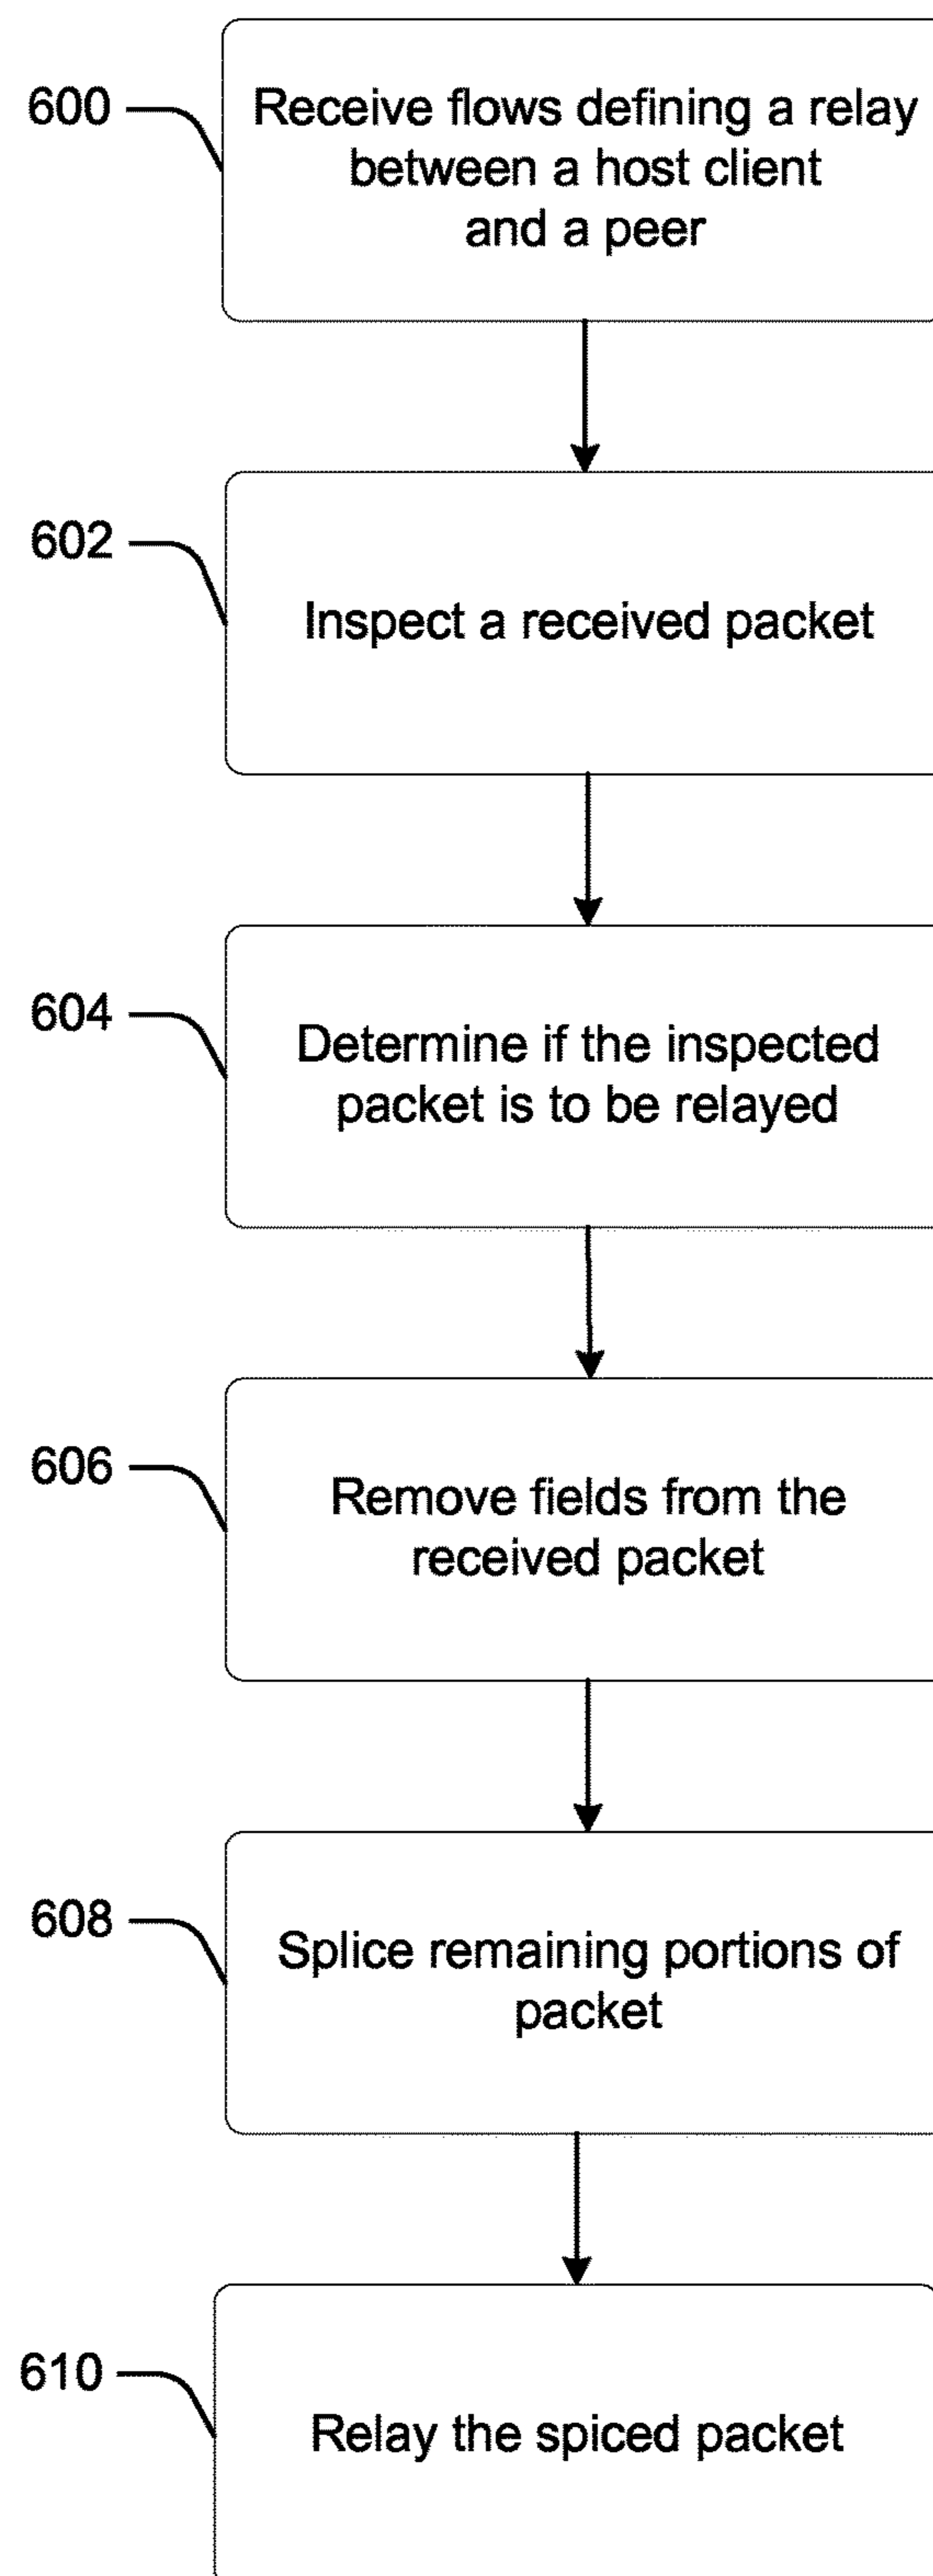 600
Receive flows defining a relay
between a host client
and a peer
602
Inspect a received packet
604
Determine if the inspected
packet is to be relayed
606
Remove fields from the
received packet
608
Splice remaining portions of
packet
610
Relay the spiced packet